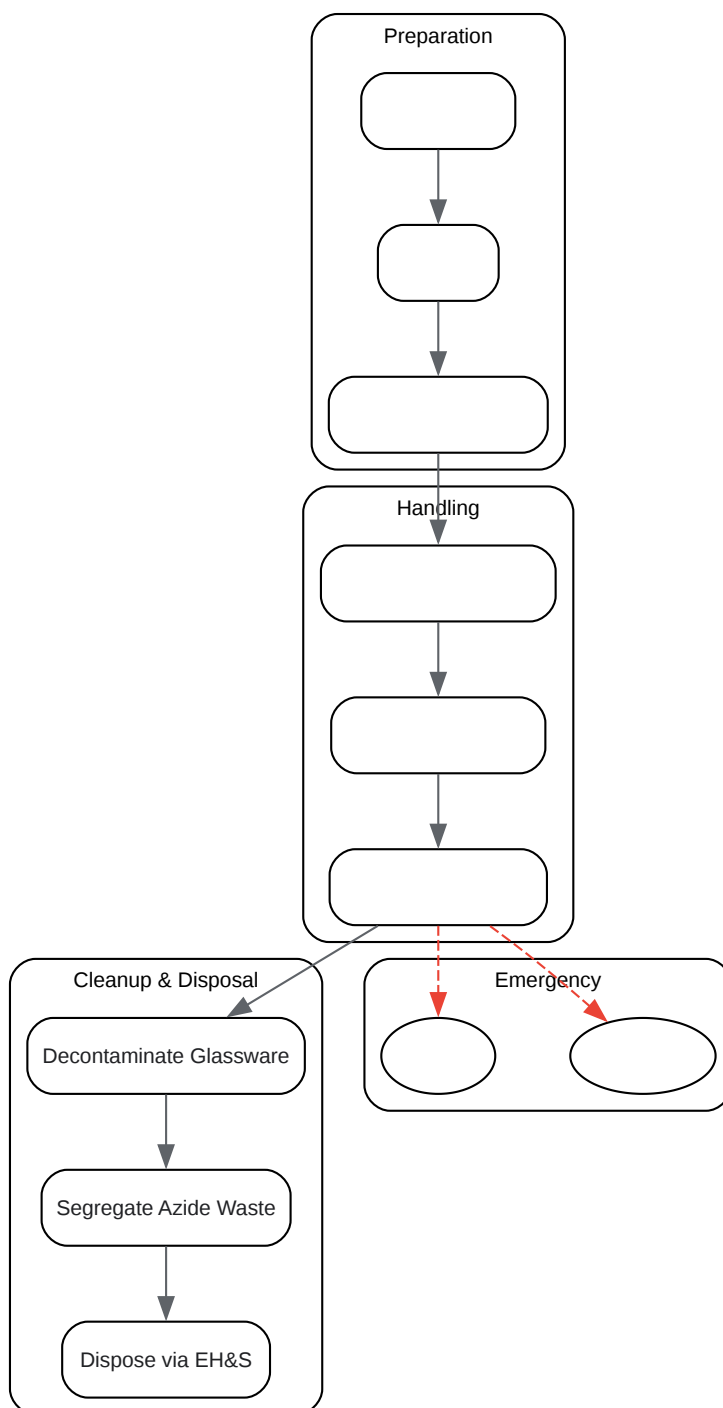 Preparation
Handling
Cleanup & Disposal
Emergency
Decontaminate Glassware
Segregate Azide Waste
Dispose via EH&S